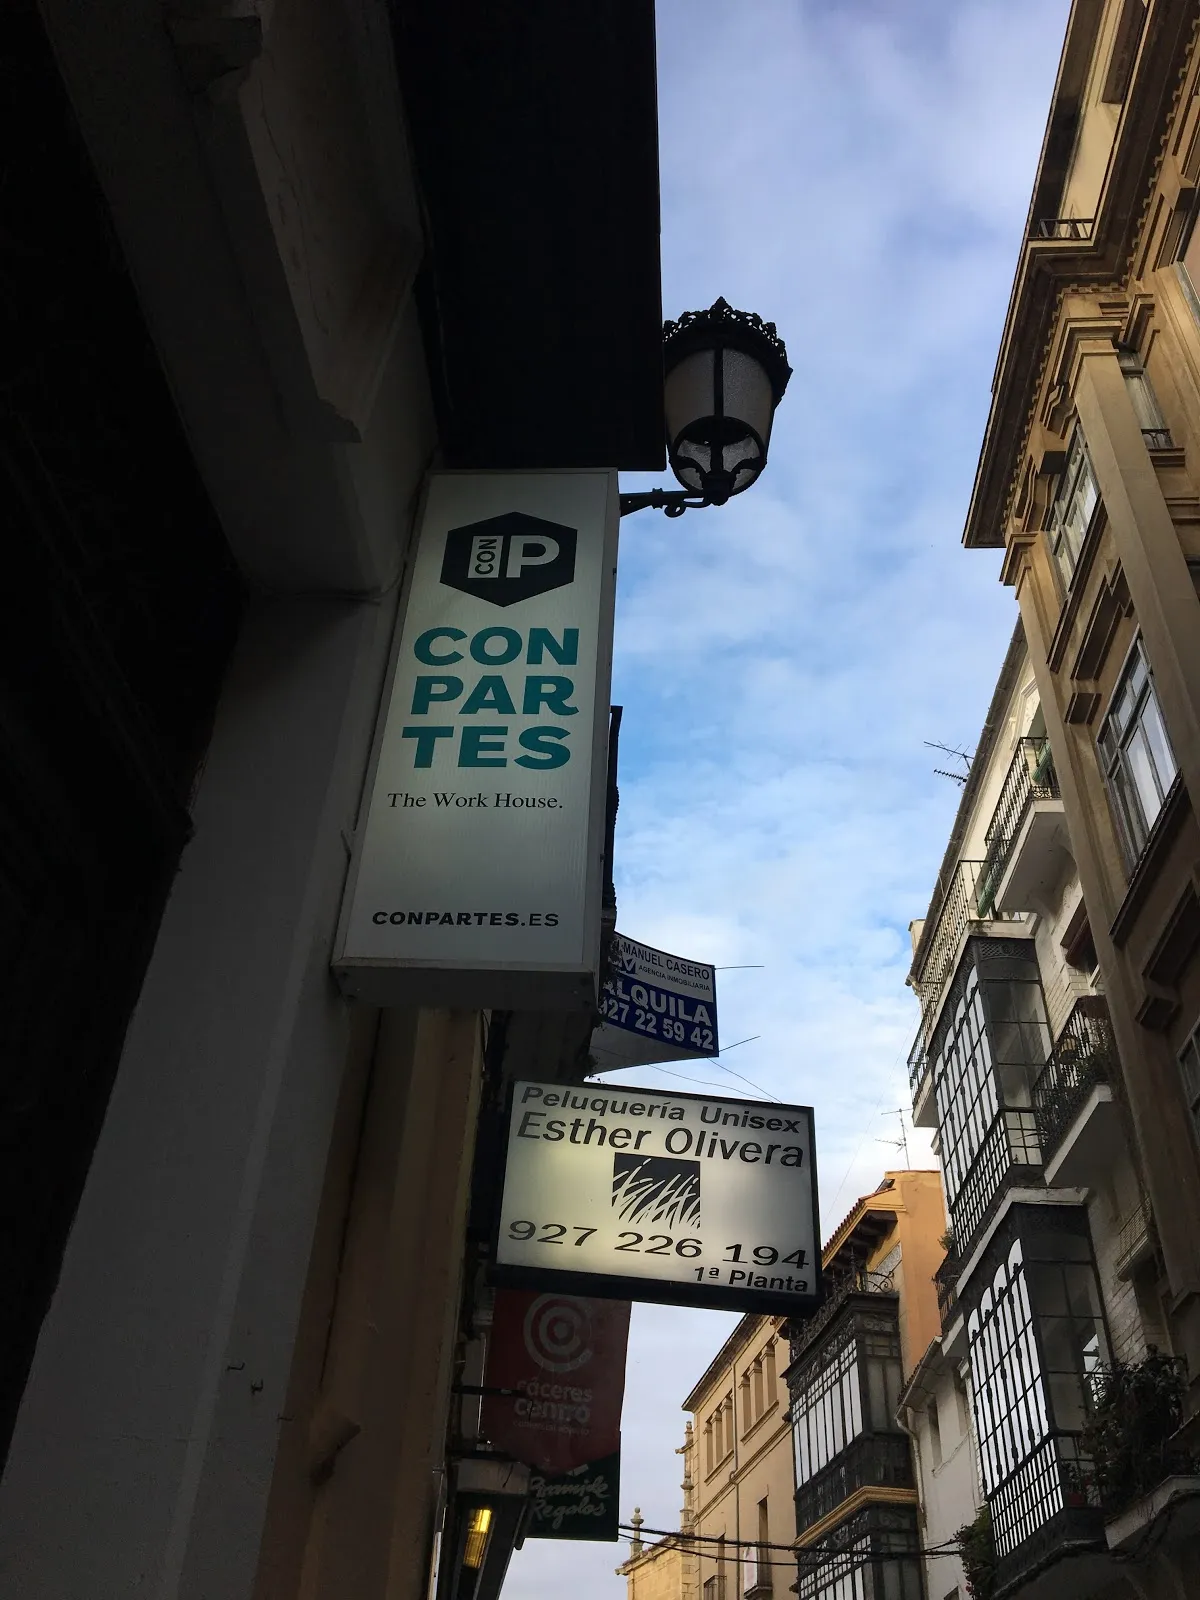 CON P
CON
PAR
TES
The Work House.
CONPARTES.ES
MANUEL CASERO
AGENCIA INMOBILIARIA
ALQUILA
927 22 59 42
Peluquería Unisex
Esther Olivera
927 226 194
1ª Planta
cáceres
centro
Regalos